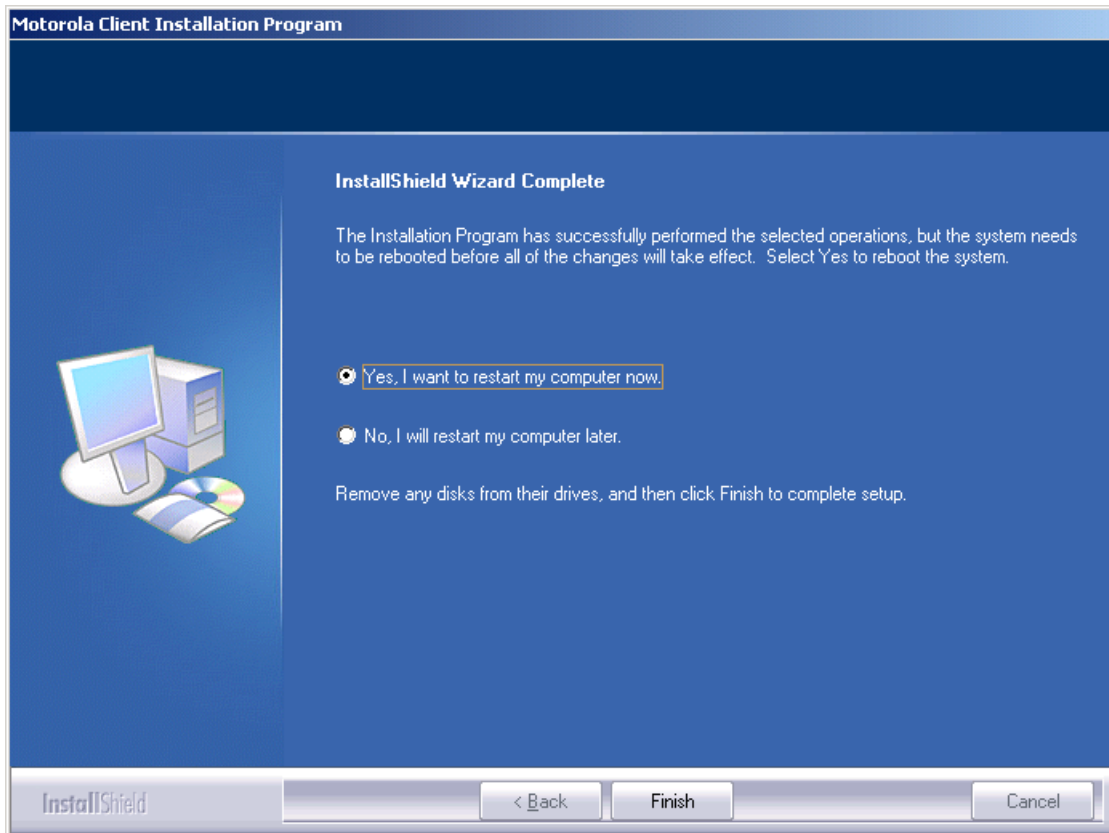 Motorola Client Installation Program
InstallShield Wizard Complete
The Installation Program has successfully performed the selected operations, but the system needs
to be rebooted before all of the changes will take effect.  Select Yes to reboot the system.
Yes, I want to restart my computer now.
No, I will restart my computer later.
Remove any disks from their drives, and then click Finish to complete setup.
InstallShield
< Back
Finish
Cancel